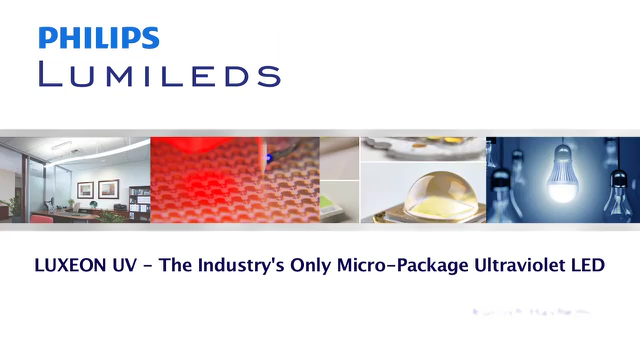 PHILIPS
LUMILEDS
LUXEON UV - The Industry's Only Micro-Package Ultraviolet LED